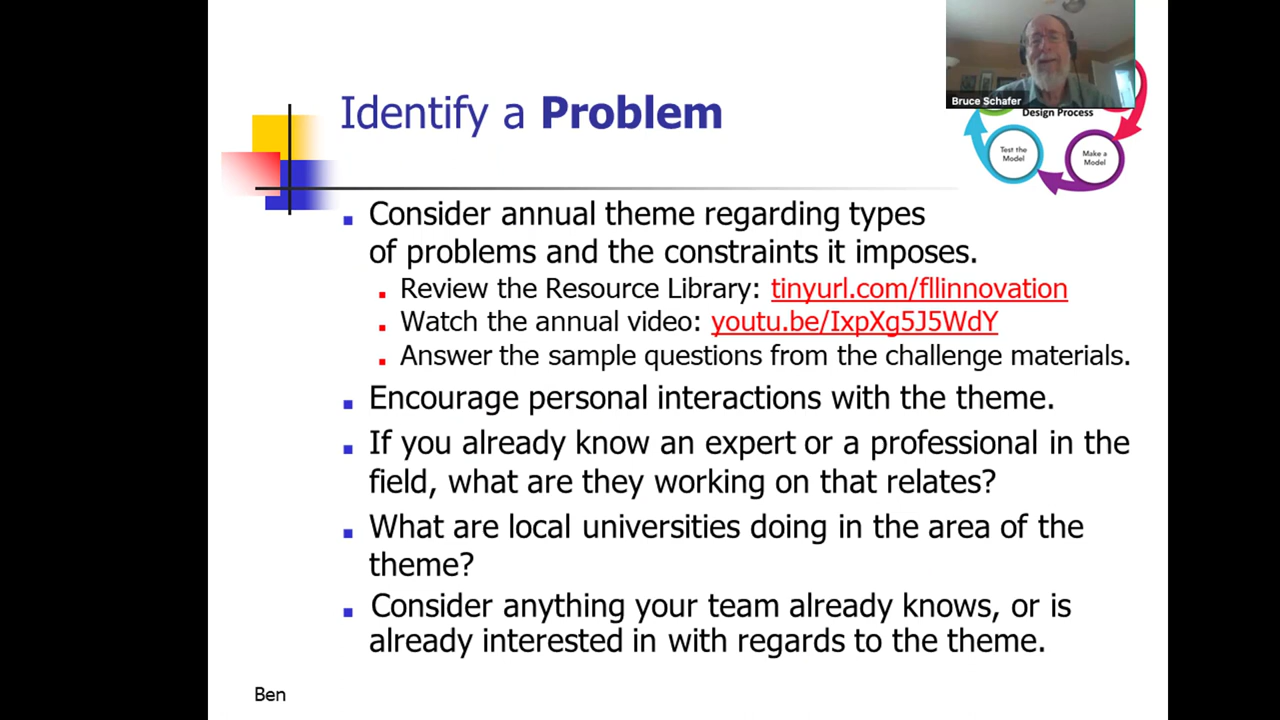 Bruce Schafer
Design Process
Test the
Model
Make a
Model
Identify a Problem
Consider annual theme regarding types
of problems and the constraints it imposes.
Review the Resource Library: tinyurl.com/fllinnovation
Watch the annual video: youtu.be/IxpXg5J5WdY
Answer the sample questions from the challenge materials.
Encourage personal interactions with the theme.
If you already know an expert or a professional in the
field, what are they working on that relates?
What are local universities doing in the area of the
theme?
Consider anything your team already knows, or is
already interested in with regards to the theme.
Ben